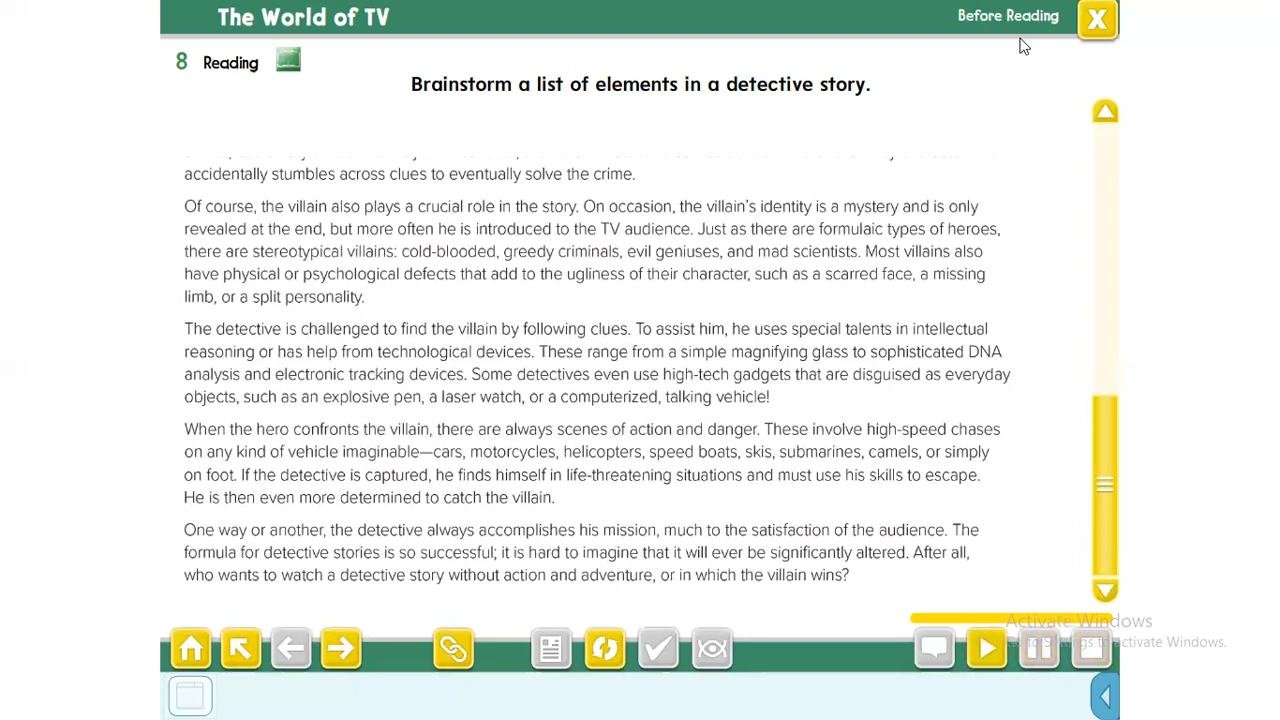 The World of TV
Before Reading
X
8 Reading
Brainstorm a list of elements in a detective story.
accidentally stumbles across clues to eventually solve the crime.
Of course, the villain also plays a crucial role in the story. On occasion, the villain's identity is a mystery and is only
revealed at the end, but more often he is introduced to the TV audience. Just as there are formulaic types of heroes,
there are stereotypical villains: cold-blooded, greedy criminals, evil geniuses, and mad scientists. Most villains also
have physical or psychological defects that add to the ugliness of their character, such as a scarred face, a missing
limb, or a split personality.
The detective is challenged to find the villain by following clues. To assist him, he uses special talents in intellectual
reasoning or has help from technological devices. These range from a simple magnifying glass to sophisticated DNA
analysis and electronic tracking devices. Some detectives even use high-tech gadgets that are disguised as everyday
objects, such as an explosive pen, a laser watch, or a computerized, talking vehicle!
When the hero confronts the villain, there are always scenes of action and danger. These involve high-speed chases
on any kind of vehicle imaginable—cars, motorcycles, helicopters, speed boats, skis, submarines, camels, or simply
on foot. If the detective is captured, he finds himself in life-threatening situations and must use his skills to escape.
He is then even more determined to catch the villain.
One way or another, the detective always accomplishes his mission, much to the satisfaction of the audience. The
formula for detective stories is so successful; it is hard to imagine that it will ever be significantly altered. After all,
who wants to watch a detective story without action and adventure, or in which the villain wins?
Activate Windows
Go to Settings to activate Windows.